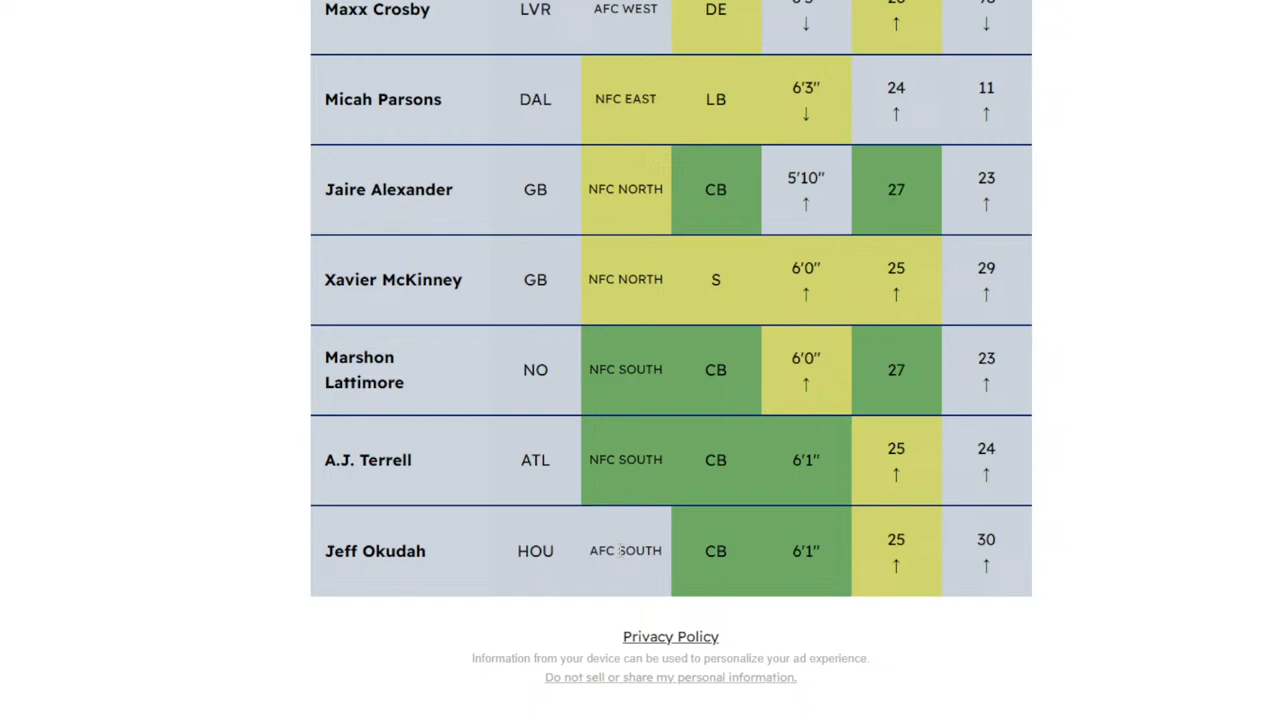 Maxx Crosby LVR AFC WEST DE
↓ ↑ ↓
Micah Parsons DAL NFC EAST LB 6'3" 24 11
↓ ↑ ↑
Jaire Alexander GB NFC NORTH CB 5'10" 27 23
↑ ↑
Xavier McKinney GB NFC NORTH S 6'0" 25 29
↑ ↑ ↑
Marshon
Lattimore NO NFC SOUTH CB 6'0" 27 23
↑ ↑
A.J. Terrell ATL NFC SOUTH CB 6'1" 25 24
↑ ↑
Jeff Okudah HOU AFC SOUTH CB 6'1" 25 30
↑ ↑
Privacy Policy
Information from your device can be used to personalize your ad experience.
Do not sell or share my personal information.